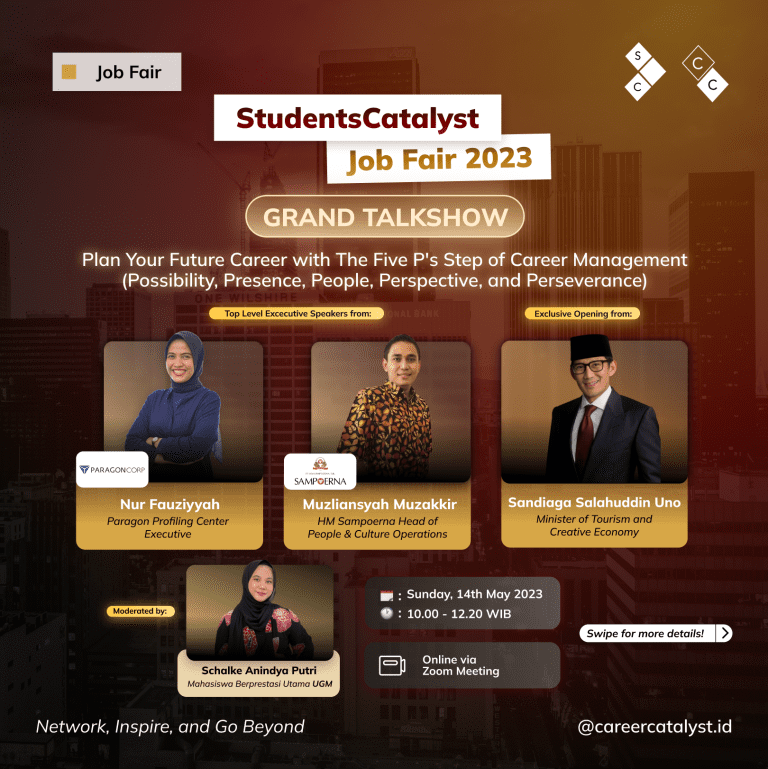 Job Fair
S
C
C
C
StudentsCatalyst
Job Fair 2023
GRAND TALKSHOW
Plan Your Future Career with The Five P's Step of Career Management
(Possibility, Presence, People, Perspective, and Perseverance)
ONE WILSHIRE
NAL BANK
Top Level Excecutive Speakers from:
Exclusive Opening from:
PARAGONCORP
SAMPOERNA
Nur Fauziyyah
Paragon Profiling Center
Executive
Muzliansyah Muzakkir
HM Sampoerna Head of
People & Culture Operations
Sandiaga Salahuddin Uno
Minister of Tourism and
Creative Economy
Moderated by:
Schalke Anindya Putri
Mahasiswa Berprestasi Utama UGM
: Sunday, 14th May 2023
: 10.00 - 12.20 WIB
Online via
Zoom Meeting
Swipe for more details!
Network, Inspire, and Go Beyond
@careercatalyst.id